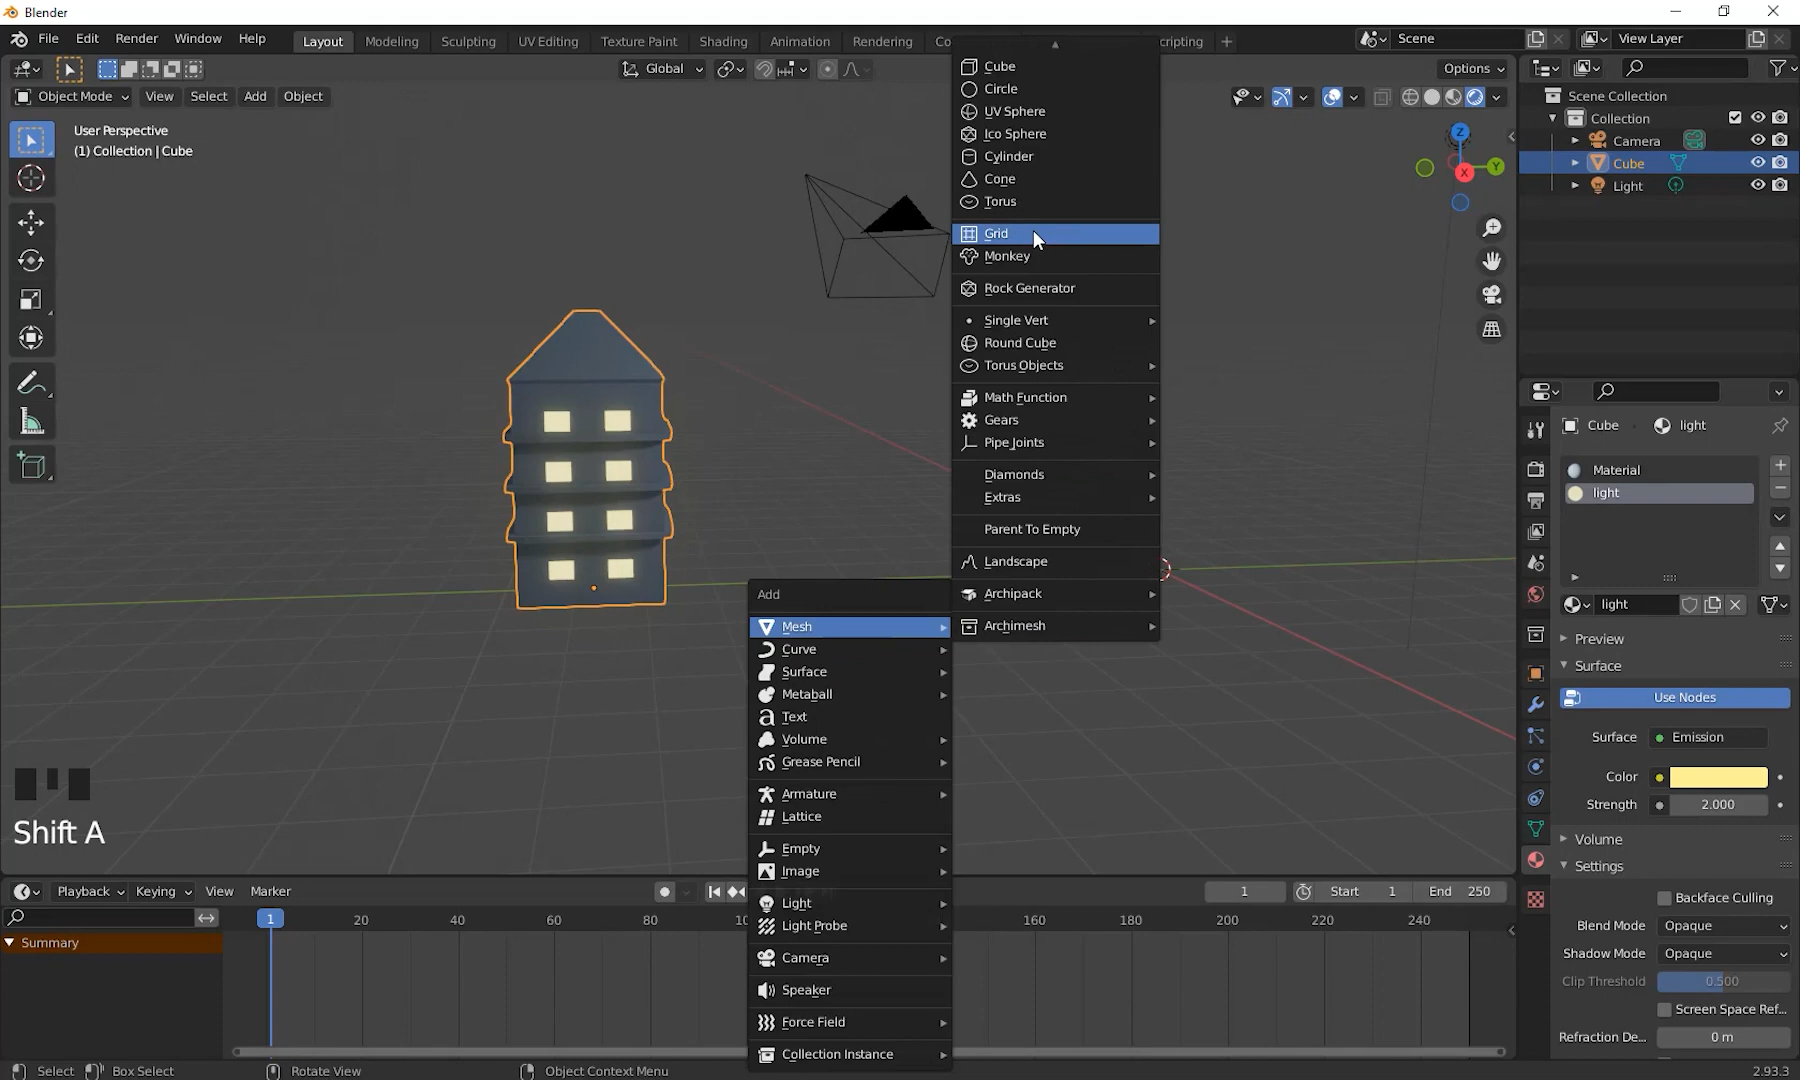 Blender
File Edit Render Window Help
Layout Modeling Sculpting UV Editing Texture Paint Shading Animation Rendering Co cripting +
Scene
View Layer
Global
Options
Object Mode View Select Add Object
User Perspective
(1) Collection | Cube
Z
Y
X
Scene Collection
Collection
Camera
Cube
Light
Cube
Circle
UV Sphere
Ico Sphere
Cylinder
Cone
Torus
Grid
Monkey
Rock Generator
Single Vert
Round Cube
Torus Objects
Math Function
Gears
Pipe Joints
Diamonds
Extras
Parent To Empty
Landscape
Archipack
Archimesh
Add
Mesh
Curve
Surface
Metaball
Text
Volume
Grease Pencil
Armature
Lattice
Empty
Image
Light
Light Probe
Camera
Speaker
Force Field
Collection Instance
Shift A
Cube light
Material
light
light
Preview
Surface
Use Nodes
Surface Emission
Color
Strength 2.000
Volume
Settings
Backface Culling
Blend Mode Opaque
Shadow Mode Opaque
Clip Threshold 0.500
Screen Space Ref...
Refraction De... 0 m
Playback Keying View Marker
1 Start 1 End 250
1 20 40 60 80 10 160 180 200 220 240
Summary
Select Box Select Rotate View Object Context Menu
2.93.3